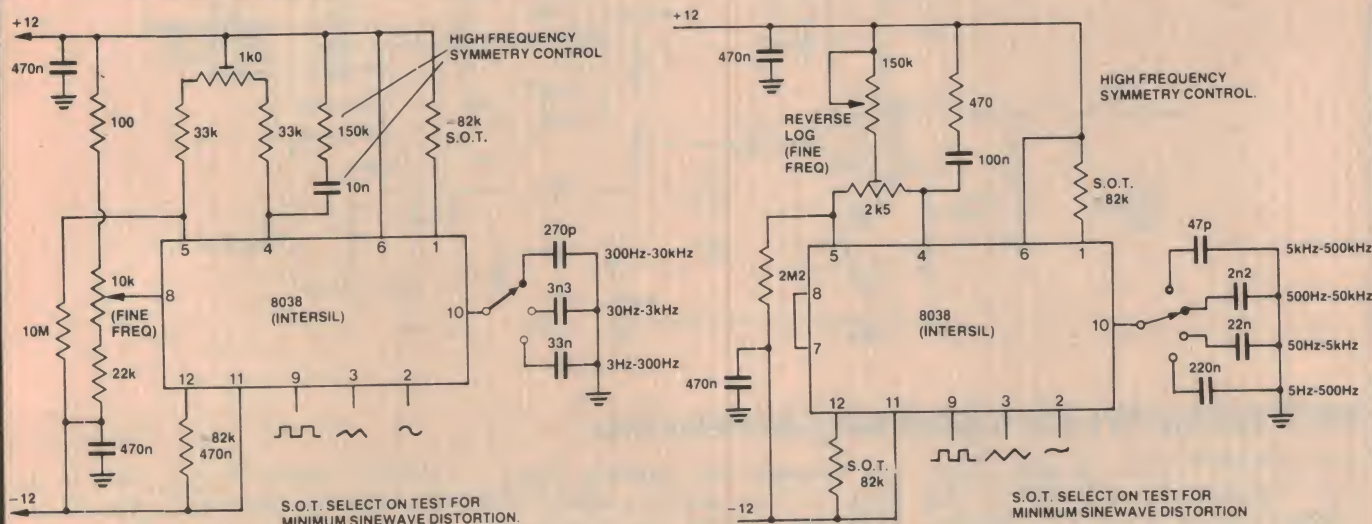 +12
470n
100
1k0
33k
33k
150k
10n
HIGH FREQUENCY
SYMMETRY CONTROL
≈82k
S.O.T.
5
4
6
1
10k
(FINE
FREQ)
8
8038
(INTERSIL)
10
10M
22k
470n
12
11
9
3
2
≈82k
470n
270p
300Hz-30kHz
3n3
30Hz-3kHz
33n
3Hz-300Hz
-12
S.O.T. SELECT ON TEST FOR
MINIMUM SINEWAVE DISTORTION.
+12
470n
150k
REVERSE
LOG
(FINE
FREQ)
470
100n
2k5
HIGH FREQUENCY
SYMMETRY CONTROL.
S.O.T.
≈82k
5
4
6
1
2M2
8
7
8038
(INTERSIL)
10
470n
12
11
9
3
2
S.O.T.
82k
47p
5kHz-500kHz
2n2
500Hz-50kHz
22n
50Hz-5kHz
220n
5Hz-500Hz
-12
S.O.T. SELECT ON TEST FOR
MINIMUM SINEWAVE DISTORTION